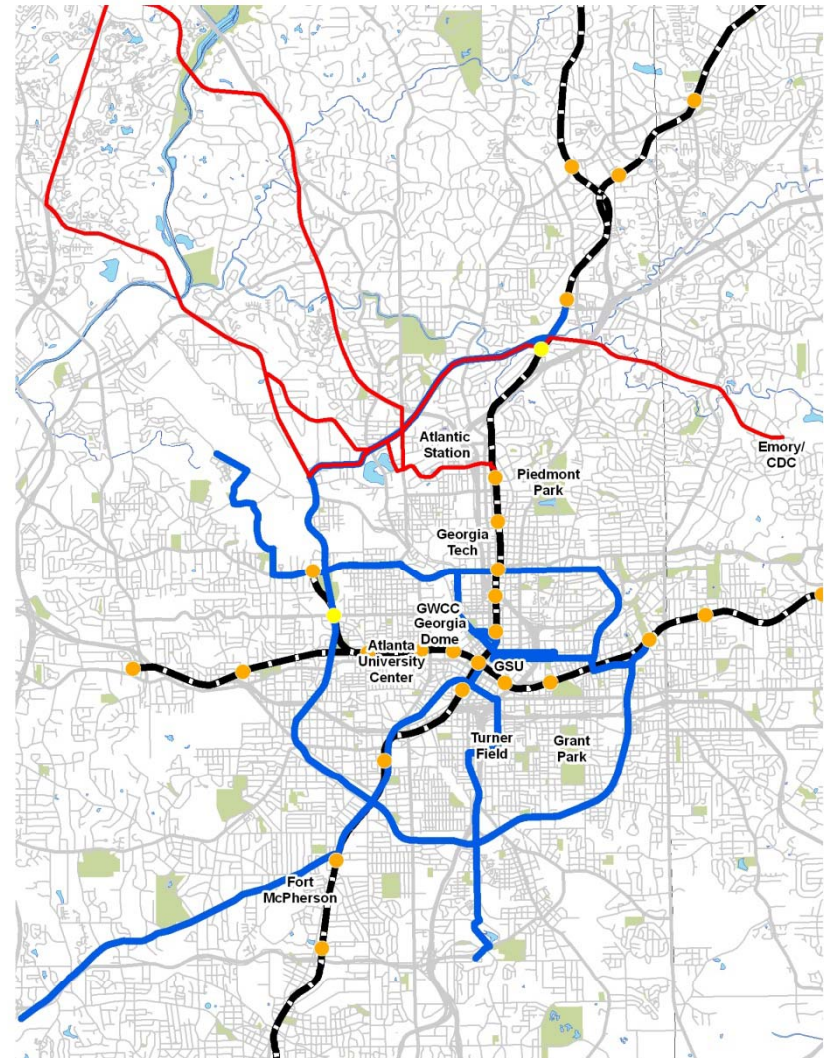 Atlantic
Station
Emory/
CDC
Piedmont
Park
Georgia
Tech
GWCC
Georgia
Dome
Atlanta
University
Center
GSU
Turner
Field
Grant
Park
Fort
McPherson